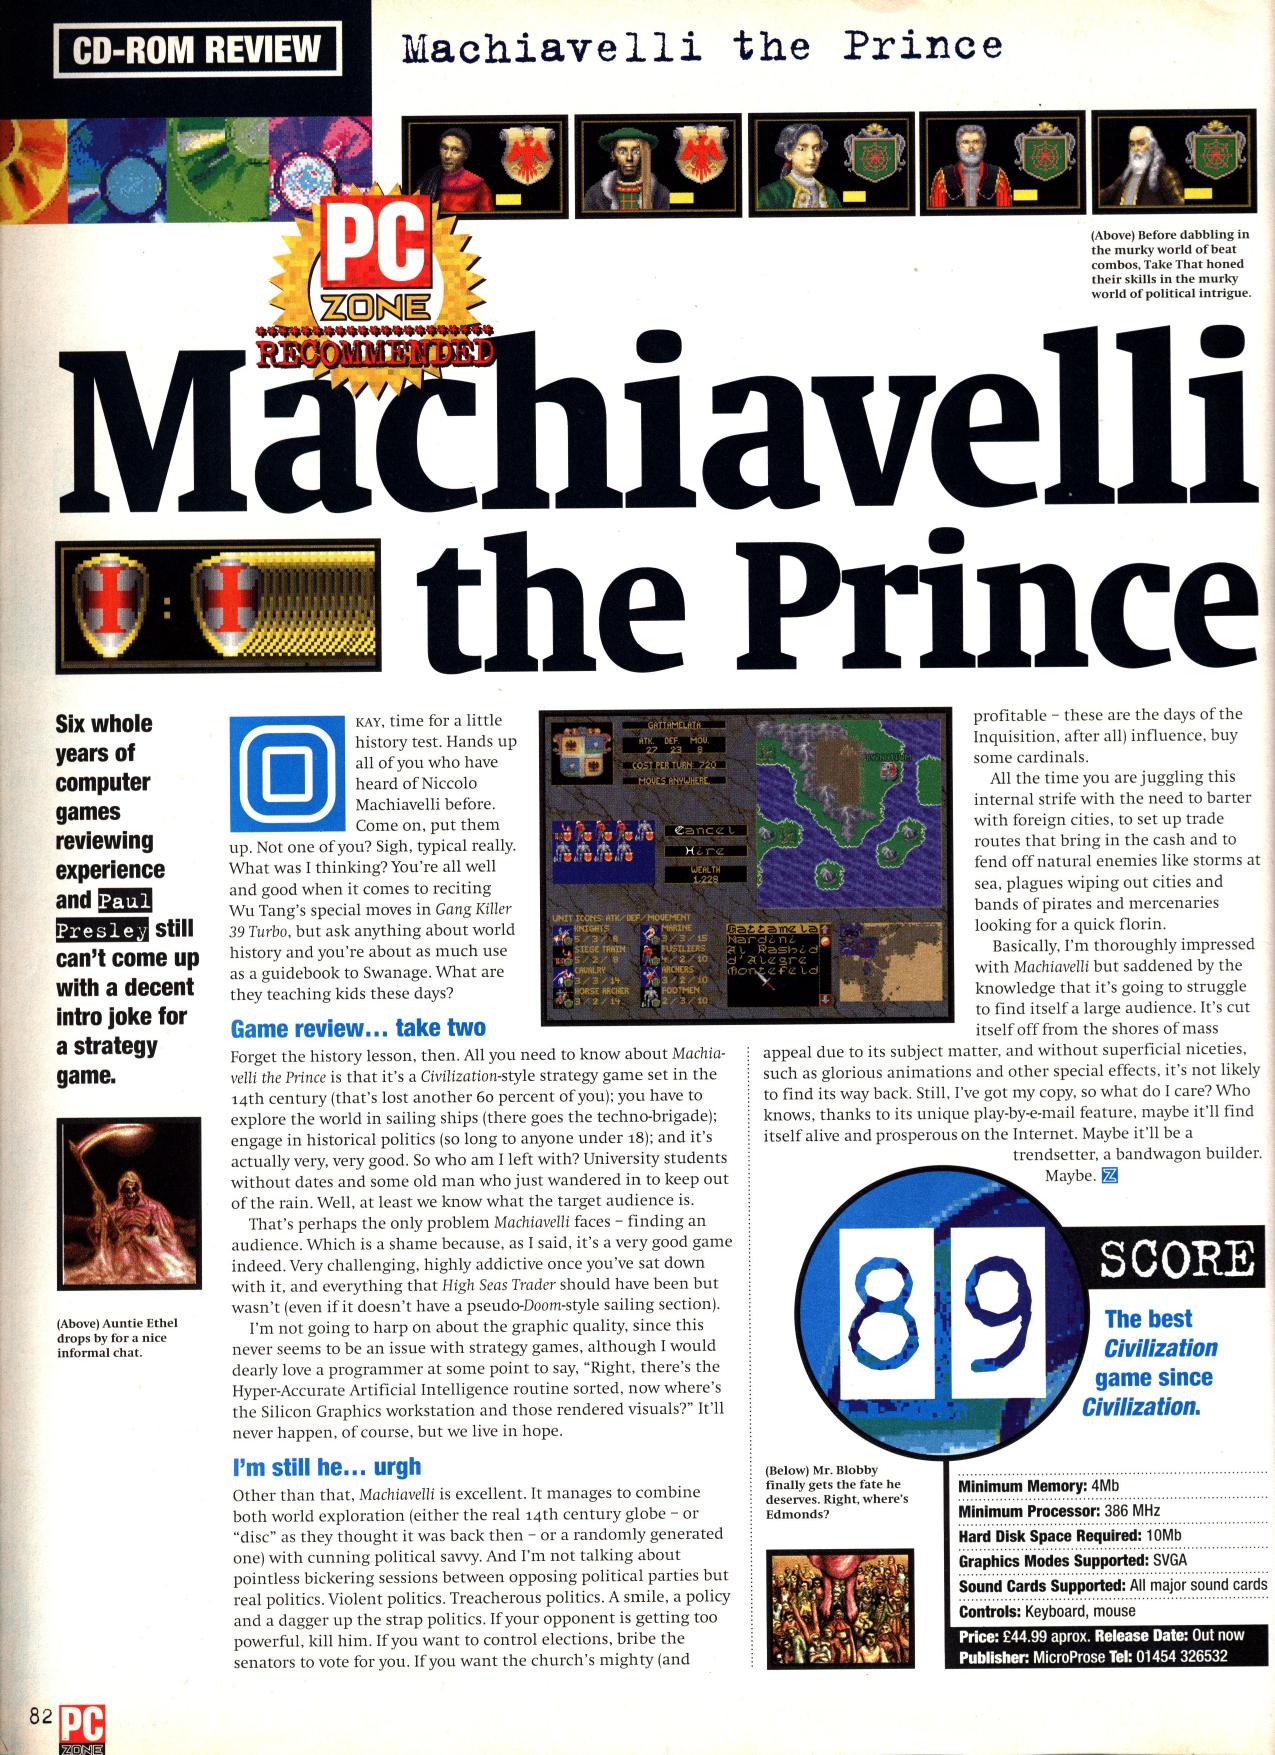 CD-ROM REVIEW
Machiavelli the Prince
PC
ZONE
RECOMMENDED
(Above) Before dabbling in
the murky world of beat
combos, Take That honed
their skills in the murky
world of political intrigue.
Machiavelli
the Prince
Six whole
years of
computer
games
reviewing
experience
and Paul
Presley still
can't come up
with a decent
intro joke for
a strategy
game.
(Above) Auntie Ethel
drops by for a nice
informal chat.
OKAY, time for a little
history test. Hands up
all of you who have
heard of Niccolo
Machiavelli before.
Come on, put them
up. Not one of you? Sigh, typical really.
What was I thinking? You're all well
and good when it comes to reciting
Wu Tang's special moves in Gang Killer
39 Turbo, but ask anything about world
history and you're about as much use
as a guidebook to Swanage. What are
they teaching kids these days?
Game review... take two
Forget the history lesson, then. All you need to know about Machia-
velli the Prince is that it's a Civilization-style strategy game set in the
14th century (that's lost another 60 percent of you); you have to
explore the world in sailing ships (there goes the techno-brigade);
engage in historical politics (so long to anyone under 18); and it's
actually very, very good. So who am I left with? University students
without dates and some old man who just wandered in to keep out
of the rain. Well, at least we know what the target audience is.
That's perhaps the only problem Machiavelli faces – finding an
audience. Which is a shame because, as I said, it's a very good game
indeed. Very challenging, highly addictive once you've sat down
with it, and everything that High Seas Trader should have been but
wasn't (even if it doesn't have a pseudo-Doom-style sailing section).
I'm not going to harp on about the graphic quality, since this
never seems to be an issue with strategy games, although I would
dearly love a programmer at some point to say, "Right, there's the
Hyper-Accurate Artificial Intelligence routine sorted, now where's
the Silicon Graphics workstation and those rendered visuals?" It'll
never happen, of course, but we live in hope.
I'm still he... urgh
Other than that, Machiavelli is excellent. It manages to combine
both world exploration (either the real 14th century globe – or
"disc" as they thought it was back then – or a randomly generated
one) with cunning political savvy. And I'm not talking about
pointless bickering sessions between opposing political parties but
real politics. Violent politics. Treacherous politics. A smile, a policy
and a dagger up the strap politics. If your opponent is getting too
powerful, kill him. If you want to control elections, bribe the
senators to vote for you. If you want the church's mighty (and
GATTAMELATA
ATK. DEF. MOV.
27 23 8
COST PER TURN: 720
MOVES ANYWHERE
Cancel
Hire
WEALTH
1,229
UNIT ICONS: ATK/DEF/MOVEMENT
KNIGHTS
5/3/8
SIEGE TRAIN
5/2/8
CAVALRY
3/3/14
HORSE ARCHER
3/2/14
MARINE
3/3/15
FUSILIERS
4/2/10
ARCHERS
3/2/10
FOOTMEN
2/3/10
Gattamela
Nardini
Al Rashid
d'Alegre
Montefeld
profitable – these are the days of the
Inquisition, after all) influence, buy
some cardinals.
All the time you are juggling this
internal strife with the need to barter
with foreign cities, to set up trade
routes that bring in the cash and to
fend off natural enemies like storms at
sea, plagues wiping out cities and
bands of pirates and mercenaries
looking for a quick florin.
Basically, I'm thoroughly impressed
with Machiavelli but saddened by the
knowledge that it's going to struggle
to find itself a large audience. It's cut
itself off from the shores of mass
appeal due to its subject matter, and without superficial niceties,
such as glorious animations and other special effects, it's not likely
to find its way back. Still, I've got my copy, so what do I care? Who
knows, thanks to its unique play-by-e-mail feature, maybe it'll find
itself alive and prosperous on the Internet. Maybe it'll be a
trendsetter, a bandwagon builder.
Maybe. Z
89
SCORE
The best
Civilization
game since
Civilization.
(Below) Mr. Blobby
finally gets the fate he
deserves. Right, where's
Edmonds?
Minimum Memory: 4Mb
Minimum Processor: 386 MHz
Hard Disk Space Required: 10Mb
Graphics Modes Supported: SVGA
Sound Cards Supported: All major sound cards
Controls: Keyboard, mouse
Price: £44.99 aprox. Release Date: Out now
Publisher: MicroProse Tel: 01454 326532
82 PC
ZONE